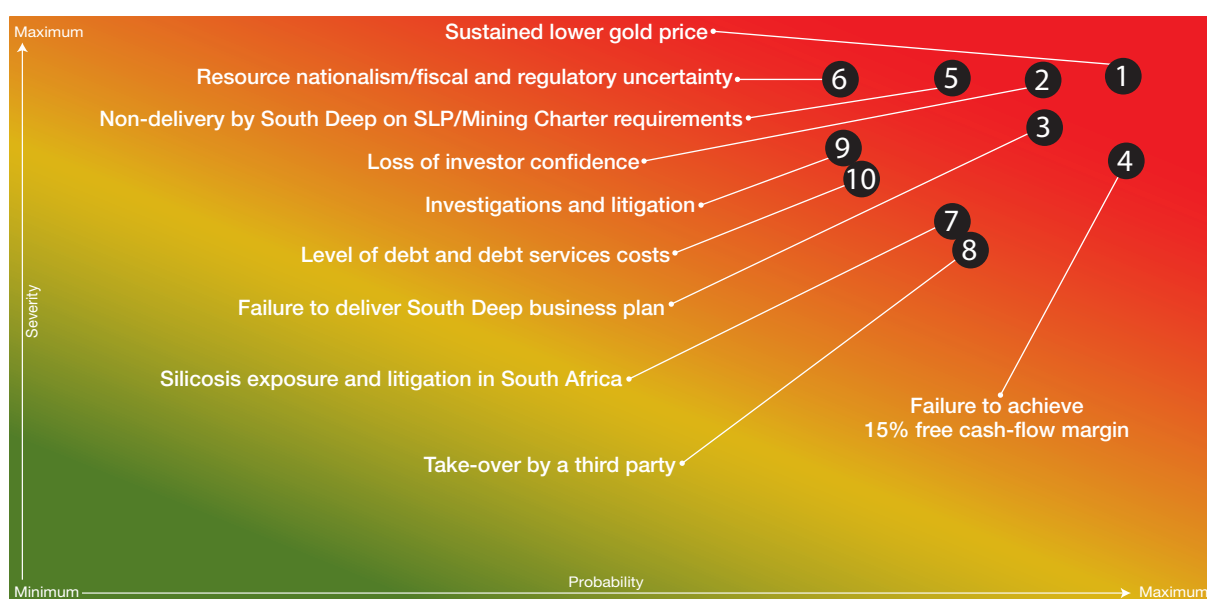 Maximum
Sustained lower gold price
Resource nationalism/fiscal and regulatory uncertainty
6
5
2
1
Non-delivery by South Deep on SLP/Mining Charter requirements
3
Loss of investor confidence
9
4
10
Investigations and litigation
7
Level of debt and debt services costs
8
Severity
Failure to deliver South Deep business plan
Silicosis exposure and litigation in South Africa
Failure to achieve
15% free cash-flow margin
Take-over by a third party
Probability
Minimum
Maximum